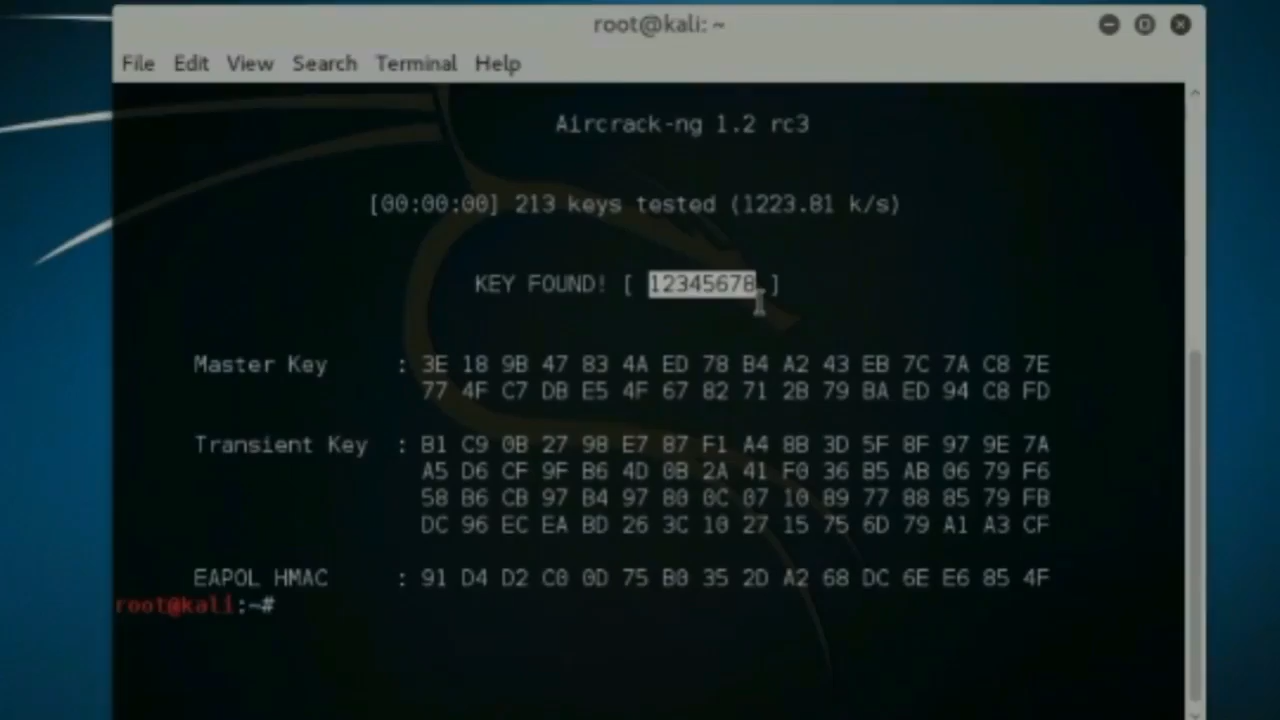 root@kali: ~
File Edit View Search Terminal Help
Aircrack-ng 1.2 rc3
[00:00:00] 213 keys tested (1223.81 k/s)
KEY FOUND! [ 12345678 ]
Master Key : 3E 18 9B 47 83 4A ED 78 B4 A2 43 EB 7C 7A C8 7E
77 4F C7 DB E5 4F 67 82 71 2B 79 BA ED 94 C8 FD
Transient Key : B1 C9 0B 27 98 E7 87 F1 A4 8B 3D 5F 8F 97 9E 7A
A5 D6 CF 9F B6 4D 0B 2A 41 F0 36 B5 AB 06 79 F6
58 B6 CB 97 B4 97 80 0C 07 10 89 77 88 85 79 FB
DC 96 EC EA BD 26 3C 10 27 15 75 6D 79 A1 A3 CF
EAPOL HMAC : 91 D4 D2 C0 0D 75 B0 35 2D A2 68 DC 6E E6 85 4F
root@kali:~#